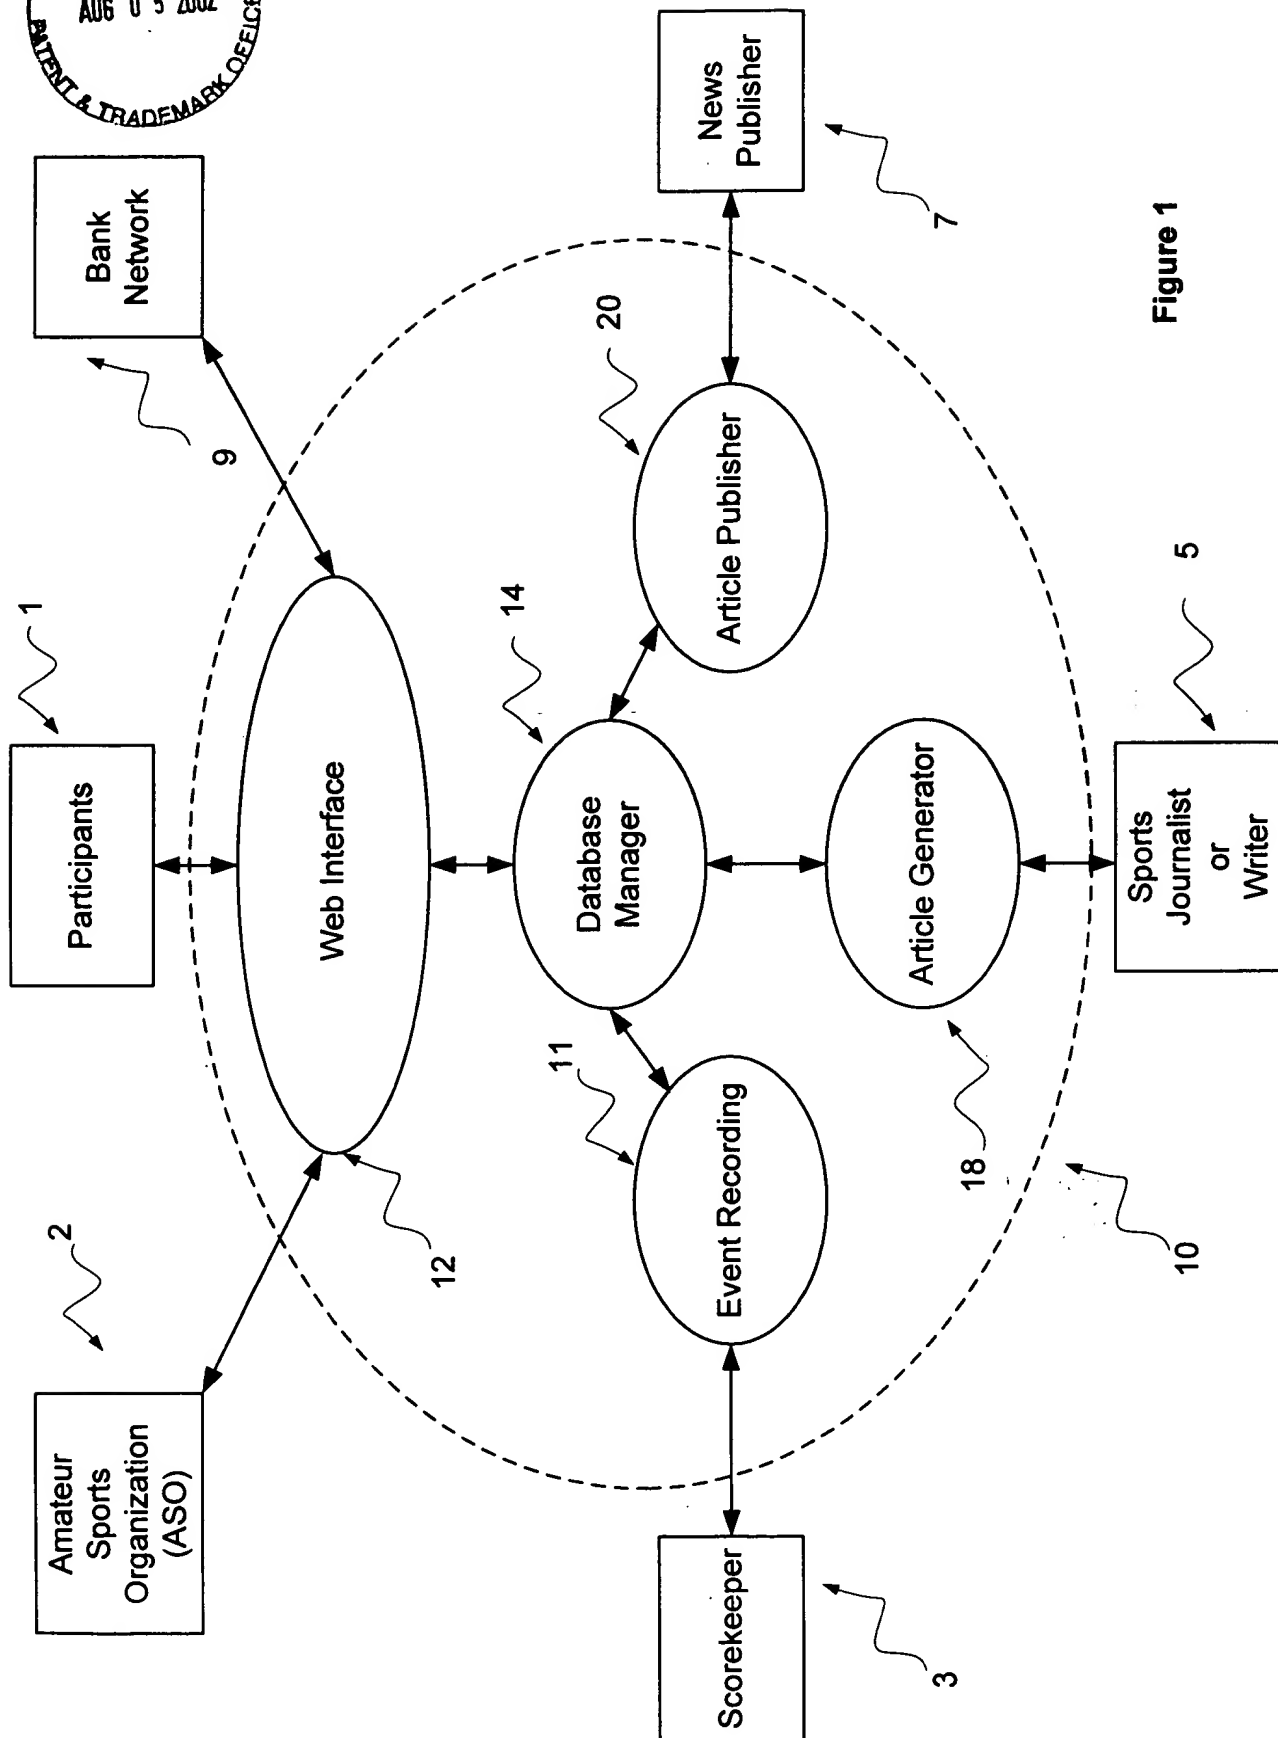 AUG 0 5 2002
PATENT & TRADEMARK OFFICE
Amateur
Sports
Organization
(ASO)
2
Participants
1
Bank
Network
9
Web Interface
12
Database
Manager
14
Event Recording
11
Article Publisher
20
Scorekeeper
3
News
Publisher
7
Article Generator
18
10
Sports
Journalist
or
Writer
5
Figure 1